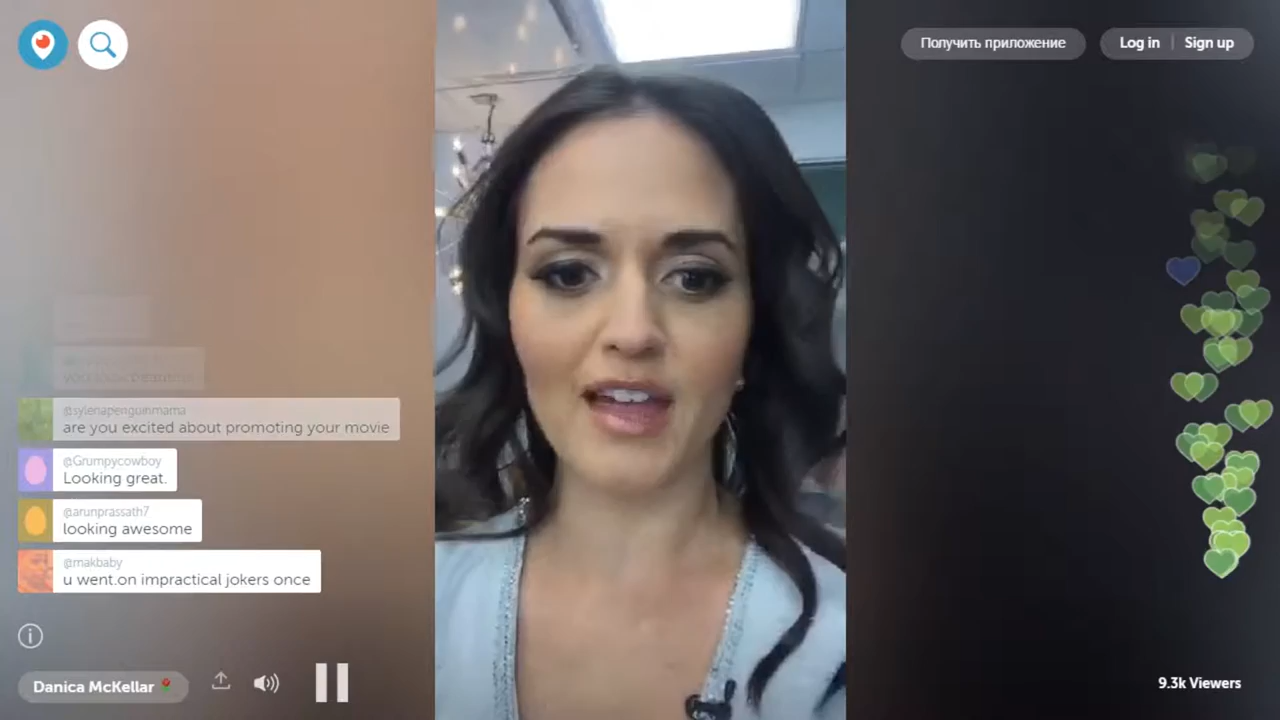 Получить приложение
Log in
Sign up
@sylenapenguinmama
are you excited about promoting your movie
@Grumpycowboy
Looking great.
@arunprassath7
looking awesome
@makbaby
u went.on impractical jokers once
Danica McKellar
9.3k Viewers